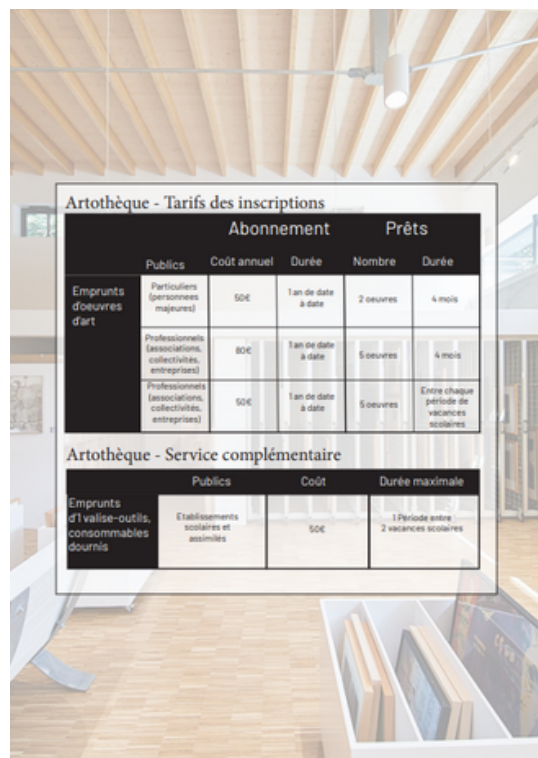 Artothèque - Tarifs des inscriptions
Abonnement Prêts
Publics Coût annuel Durée Nombre Durée
Emprunts
d'oeuvres
d'art
Particuliers
(personnees
majeures)
50€
1 an de date
à date
2 oeuvres
4 mois
Professionnels
(associations,
collectivités,
entreprises)
80€
1 an de date
à date
5 oeuvres
4 mois
Professionnels
(associations,
collectivités,
entreprises)
50€
1 an de date
à date
5 oeuvres
Entre chaque
période de
vacances
scolaires
Artothèque - Service complémentaire
Publics Coût Durée maximale
Emprunts
d'1 valise-outils,
consommables
dournis
Etablissements
scolaires et
assimilés
50€
1 Période entre
2 vacances scolaires